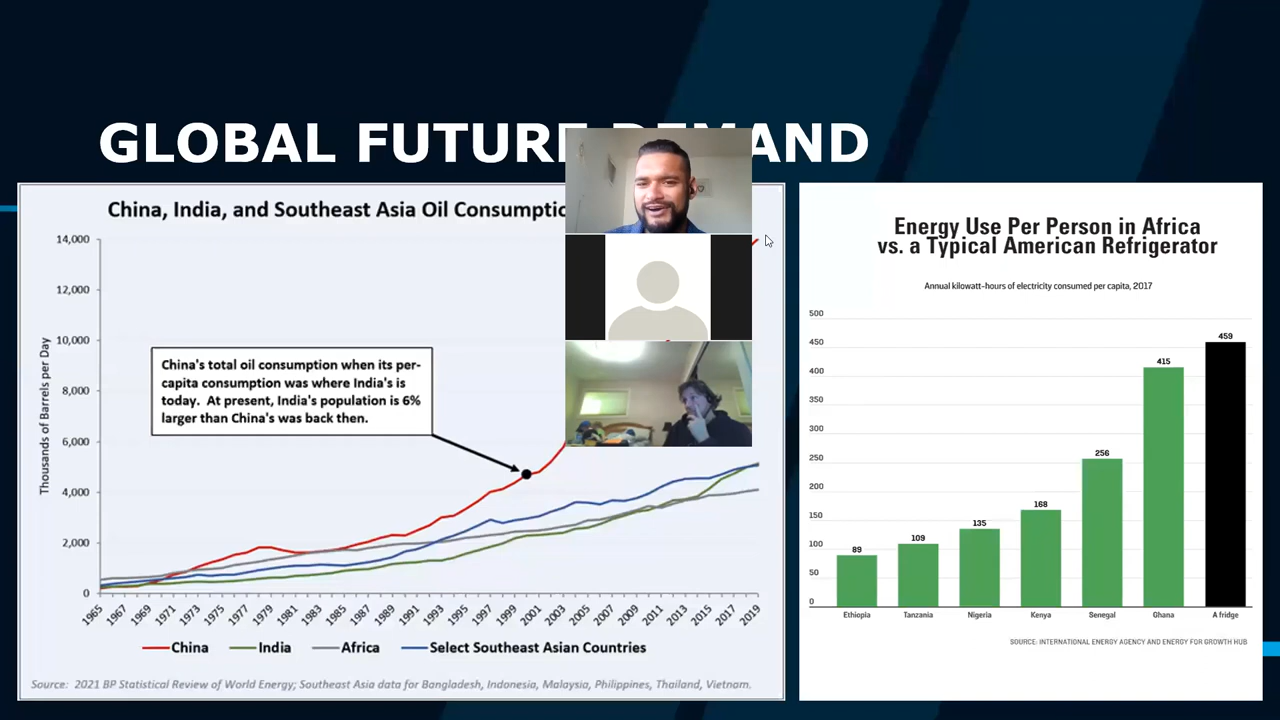 GLOBAL FUTURE DEMAND
China, India, and Southeast Asia Oil
14,000
12,000
10,000
8,000
6,000
4,000
2,000
0
Thousands of Barrels per Day
China's total oil consumption when its per-
capita consumption was where India's is
today. At present, India's population is 6%
larger than China's was back then.
1965 1967 1969 1971 1973 1975 1977 1979 1981 1983 1985 1987 1989 1991 1993 1995 1997 1999 2001 2003 2005 2007 2009 2011 2013 2015 2017 2019
China India Africa Select Southeast Asian Countries
Source: 2021 BP Statistical Review of World Energy; Southeast Asia data for Bangladesh, Indonesia, Malaysia, Philippines, Thailand, Vietnam.
Energy Use Per Person in Africa
vs. a Typical American Refrigerator
Annual kilowatt-hours of electricity consumed per capita, 2017
500
450
400
350
300
250
200
150
100
50
0
89 109 135 168 256 415 459
Ethiopia Tanzania Nigeria Kenya Senegal Ghana A fridge
SOURCE: INTERNATIONAL ENERGY AGENCY AND ENERGY FOR GROWTH HUB